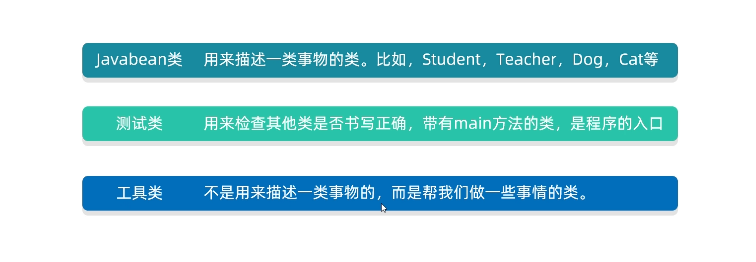 Javabean类 用来描述一类事物的类。比如，Student，Teacher，Dog，Cat等
测试类 用来检查其他类是否书写正确，带有main方法的类，是程序的入口
工具类 不是用来描述一类事物的，而是帮我们做一些事情的类。